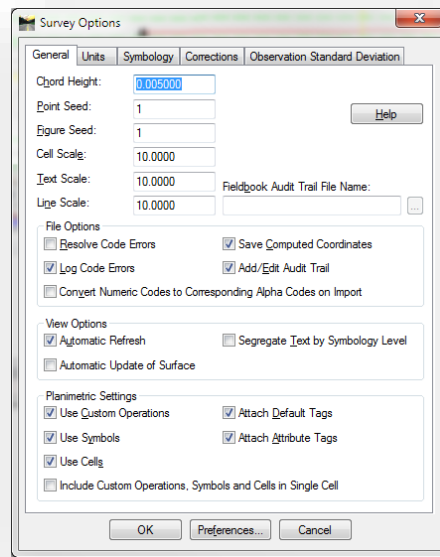 Survey Options
General Units Symbology Corrections Observation Standard Deviation
Chord Height: 0.005000
Point Seed: 1
Help
Figure Seed: 1
Cell Scale: 10.0000
Text Scale: 10.0000
Fieldbook Audit Trail File Name:
Line Scale: 10.0000 ...
File Options
Resolve Code Errors Save Computed Coordinates
Log Code Errors Add/Edit Audit Trail
Convert Numeric Codes to Corresponding Alpha Codes on Import
View Options
Automatic Refresh Segregate Text by Symbology Level
Automatic Update of Surface
Planimetric Settings
Use Custom Operations Attach Default Tags
Use Symbols Attach Attribute Tags
Use Cells
Include Custom Operations, Symbols and Cells in Single Cell
OK Preferences... Cancel